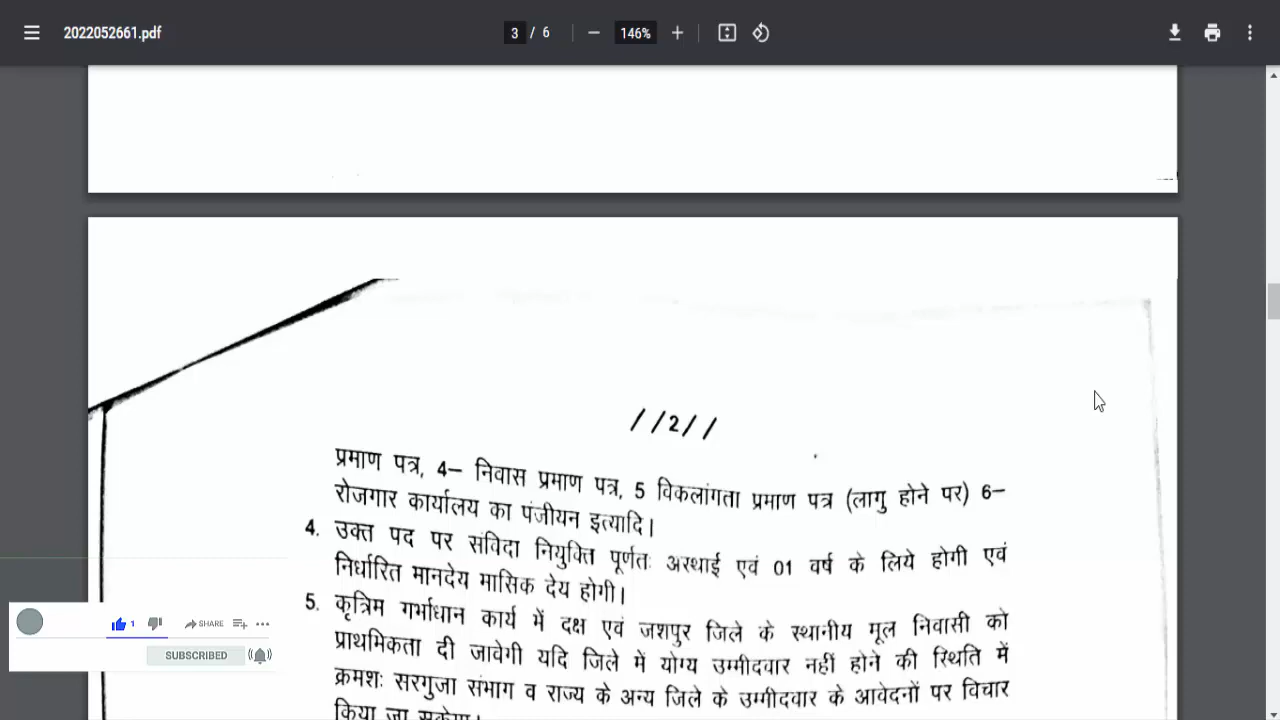 2022052661.pdf
3 / 6
146%
//2//
प्रमाण पत्र, 4– निवास प्रमाण पत्र, 5 विकलांगता प्रमाण पत्र (लागु होने पर) 6–
रोजगार कार्यालय का पंजीयन इत्यादि।
4. उक्त पद पर संविदा नियुक्ति पूर्णतः अस्थाई एवं 01 वर्ष के लिये होगी एवं
निर्धारित मानदेय मासिक देय होगी।
5. कृत्रिम गर्भाधान कार्य में दक्ष एवं जशपुर जिले के स्थानीय मूल निवासी को
प्राथमिकता दी जावेगी यदि जिले में योग्य उम्मीदवार नहीं होने की स्थिति में
क्रमशः सरगुजा संभाग व राज्य के अन्य जिले के उम्मीदवार के आवेदनों पर विचार
किया जा सकेगा।
1
SHARE
SUBSCRIBED